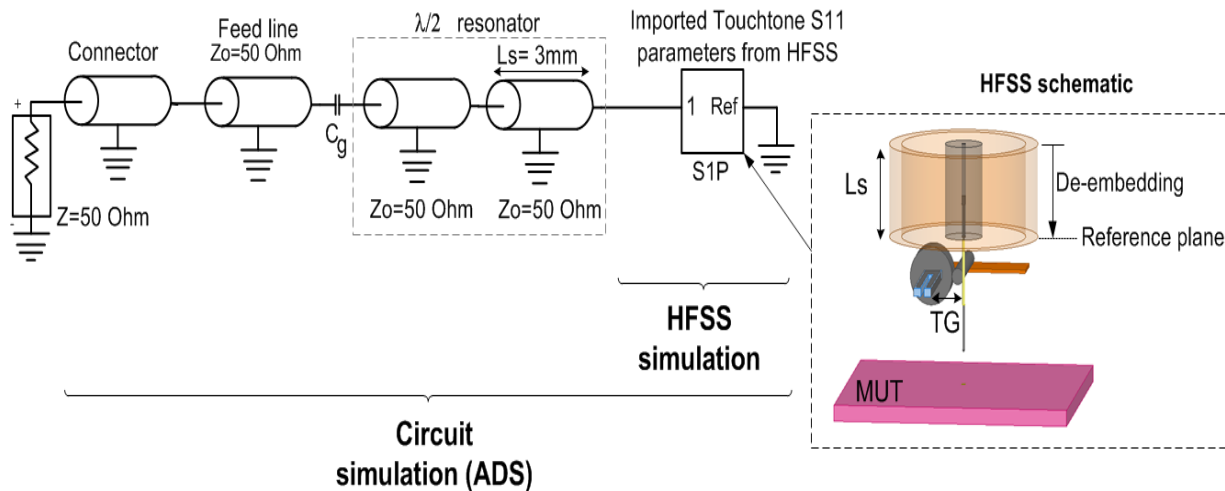 Connector
Feed line
Zo=50 Ohm
λ/2 resonator
Ls= 3mm
Imported Touchtone S11
parameters from HFSS
+
-
Z=50 Ohm
Cg
Zo=50 Ohm
Zo=50 Ohm
1 Ref
S1P
HFSS
simulation
Circuit
simulation (ADS)
HFSS schematic
Ls
De-embedding
Reference plane
TG
MUT